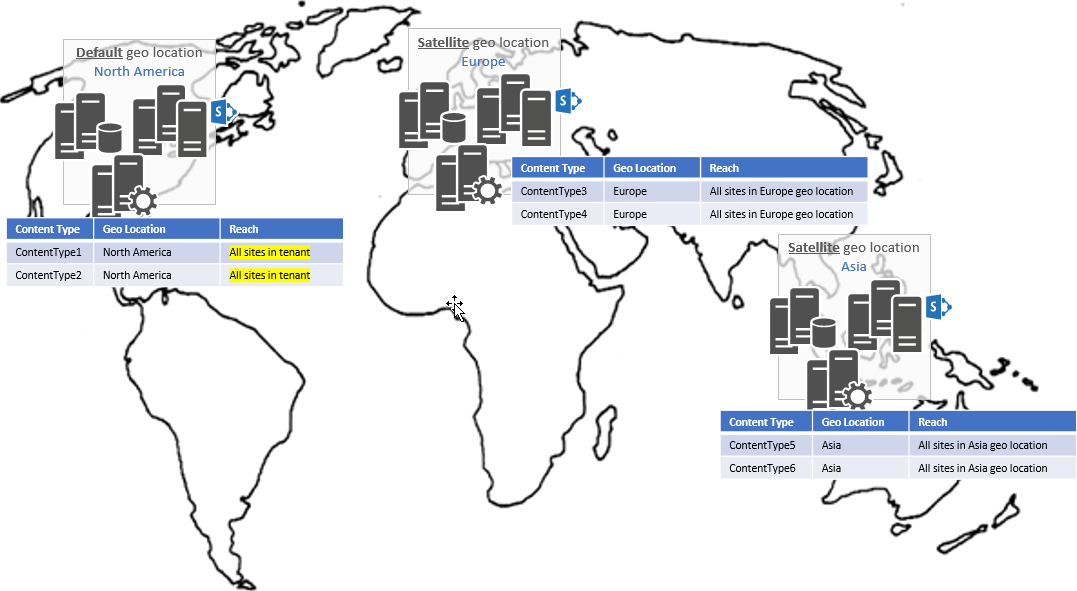 Default geo location
North America
S
Content Type Geo Location Reach
ContentType1 North America All sites in tenant
ContentType2 North America All sites in tenant
Satellite geo location
Europe
S
Content Type Geo Location Reach
ContentType3 Europe All sites in Europe geo location
ContentType4 Europe All sites in Europe geo location
Satellite geo location
Asia
S
Content Type Geo Location Reach
ContentType5 Asia All sites in Asia geo location
ContentType6 Asia All sites in Asia geo location